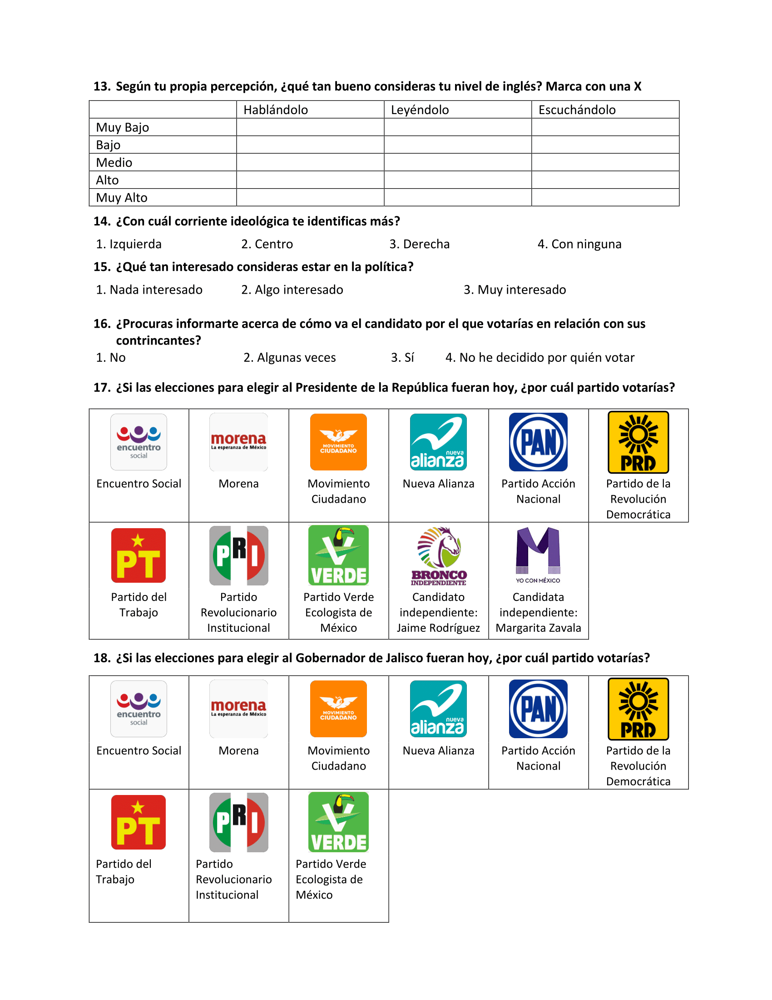 13. Según tu propia percepción, ¿qué tan bueno consideras tu nivel de inglés? Marca con una X
Hablándolo Leyéndolo Escuchándolo
Muy Bajo
Bajo
Medio
Alto
Muy Alto
14. ¿Con cuál corriente ideológica te identificas más?
1. Izquierda 2. Centro 3. Derecha 4. Con ninguna
15. ¿Qué tan interesado consideras estar en la política?
1. Nada interesado 2. Algo interesado 3. Muy interesado
16. ¿Procuras informarte acerca de cómo va el candidato por el que votarías en relación con sus
contrincantes?
1. No 2. Algunas veces 3. Sí 4. No he decidido por quién votar
17. ¿Si las elecciones para elegir al Presidente de la República fueran hoy, ¿por cuál partido votarías?
encuentro
social
morena
La esperanza de México
MOVIMIENTO
CIUDADANO
nueva
alianza
PAN
PRD
Encuentro Social
Morena
Movimiento
Ciudadano
Nueva Alianza
Partido Acción
Nacional
Partido de la
Revolución
Democrática
PT
PRI
VERDE
BRONCO
INDEPENDIENTE
M
YO CON MÉXICO
Partido del
Trabajo
Partido
Revolucionario
Institucional
Partido Verde
Ecologista de
México
Candidato
independiente:
Jaime Rodríguez
Candidata
independiente:
Margarita Zavala
18. ¿Si las elecciones para elegir al Gobernador de Jalisco fueran hoy, ¿por cuál partido votarías?
encuentro
social
morena
La esperanza de México
MOVIMIENTO
CIUDADANO
nueva
alianza
PAN
PRD
Encuentro Social
Morena
Movimiento
Ciudadano
Nueva Alianza
Partido Acción
Nacional
Partido de la
Revolución
Democrática
PT
PRI
VERDE
Partido del
Trabajo
Partido
Revolucionario
Institucional
Partido Verde
Ecologista de
México